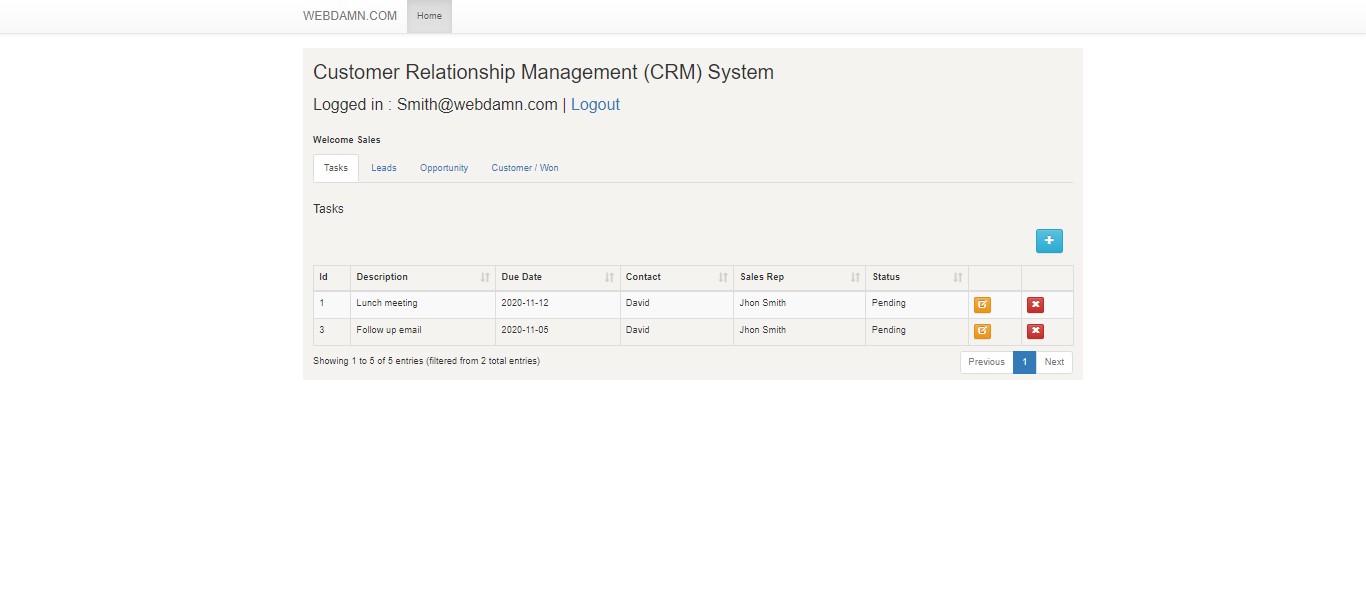 WEBDAMN.COM Home
Customer Relationship Management (CRM) System
Logged in : Smith@webdamn.com | Logout
Welcome Sales
Tasks Leads Opportunity Customer / Won
Tasks
+
Id Description Due Date Contact Sales Rep Status
1 Lunch meeting 2020-11-12 David Jhon Smith Pending
3 Follow up email 2020-11-05 David Jhon Smith Pending
Showing 1 to 5 of 5 entries (filtered from 2 total entries) Previous 1 Next